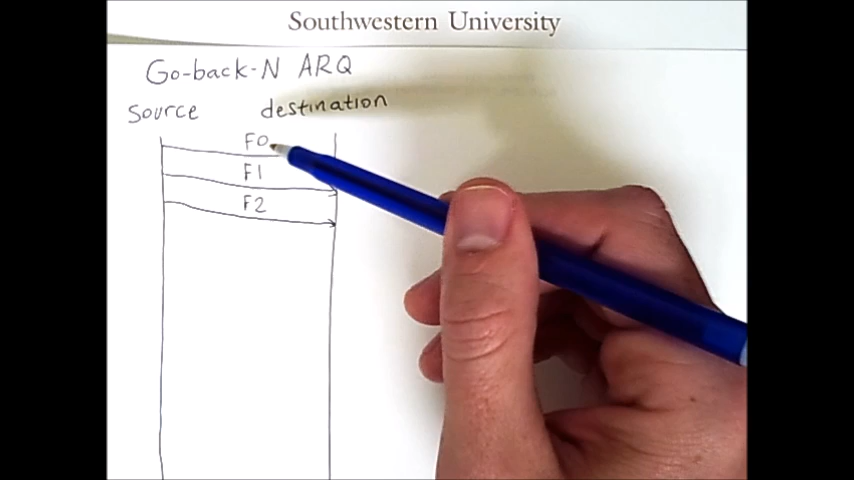 Southwestern University
Go-back-N ARQ
Source destination
F0
F1
F2